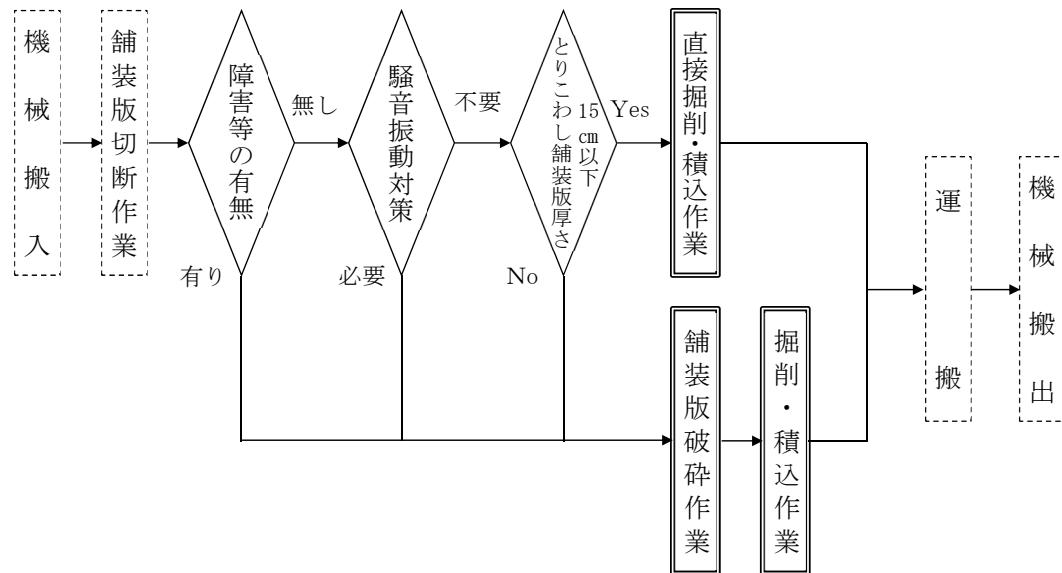 機械搬入
舗装版切断作業
障害等の有無
無し
有り
騒音振動対策
不要
必要
とりこわし舗装版厚さ
15㎝以下
Yes
No
直接掘削・積込作業
舗装版破砕作業
掘削・積込作業
運搬
機械搬出